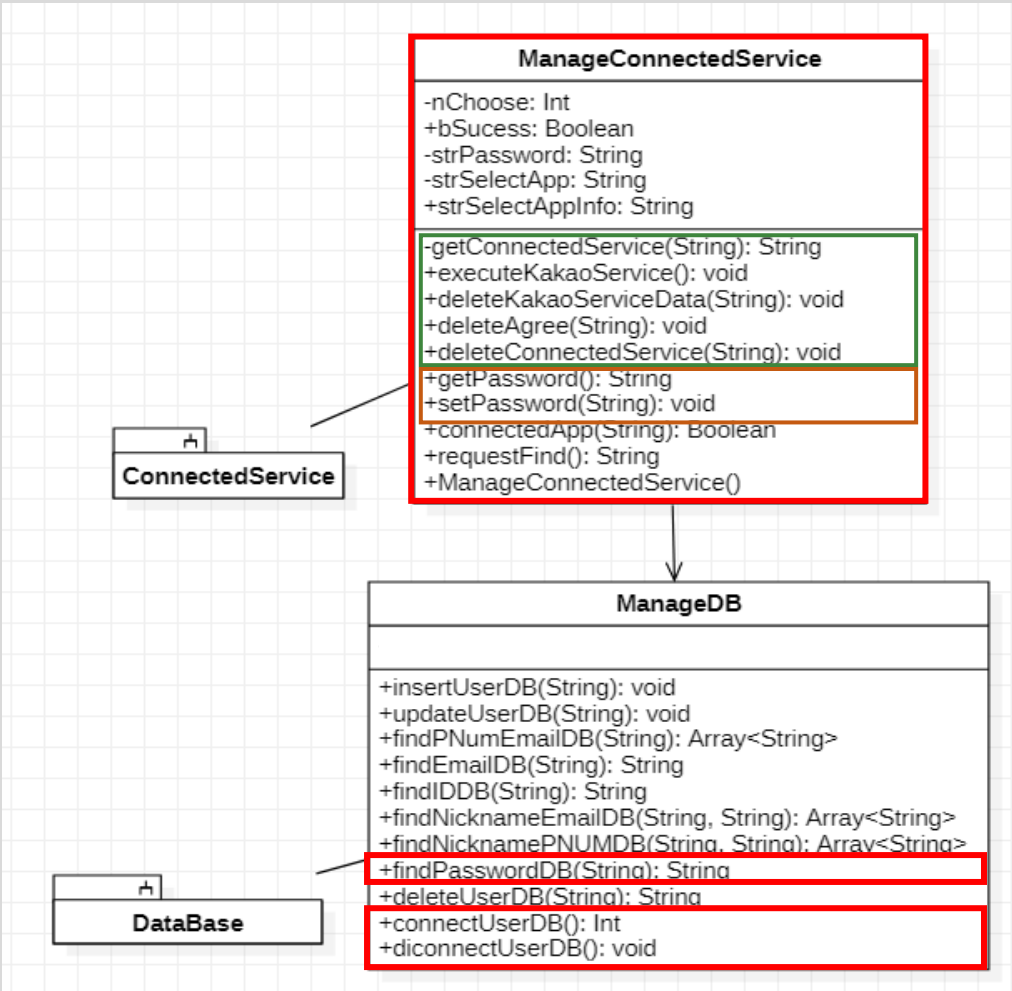 ManageConnectedService
-nChoose: Int
+bSucess: Boolean
-strPassword: String
-strSelectApp: String
+strSelectAppInfo: String
-getConnectedService(String): String
+executeKakaoService(): void
+deleteKakaoServiceData(String): void
+deleteAgree(String): void
+deleteConnectedService(String): void
+getPassword(): String
+setPassword(String): void
+connectedApp(String): Boolean
+requestFind(): String
+ManageConnectedService()
ConnectedService
ManageDB
+insertUserDB(String): void
+updateUserDB(String): void
+findPNumEmailDB(String): Array<String>
+findEmailDB(String): String
+findIDDB(String): String
+findNicknameEmailDB(String, String): Array<String>
+findNicknamePNUMDB(String, String): Array<String>
+findPasswordDB(String): String
+deleteUserDB(String): String
+connectUserDB(): Int
+diconnectUserDB(): void
DataBase